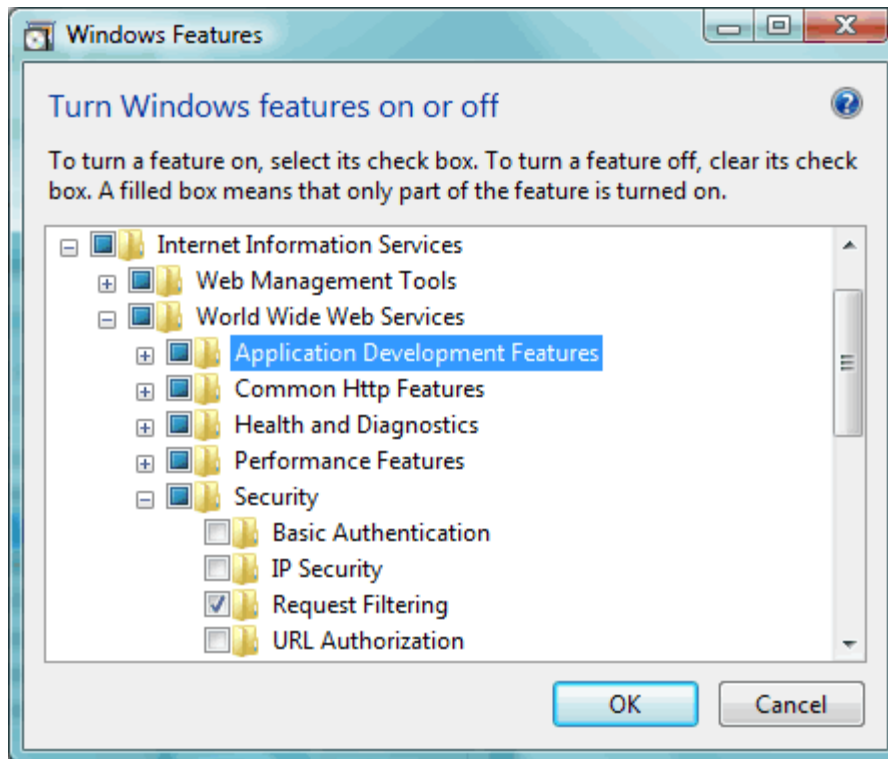 Windows Features
Turn Windows features on or off
To turn a feature on, select its check box. To turn a feature off, clear its check
box. A filled box means that only part of the feature is turned on.
Internet Information Services
Web Management Tools
World Wide Web Services
Application Development Features
Common Http Features
Health and Diagnostics
Performance Features
Security
Basic Authentication
IP Security
Request Filtering
URL Authorization
OK Cancel